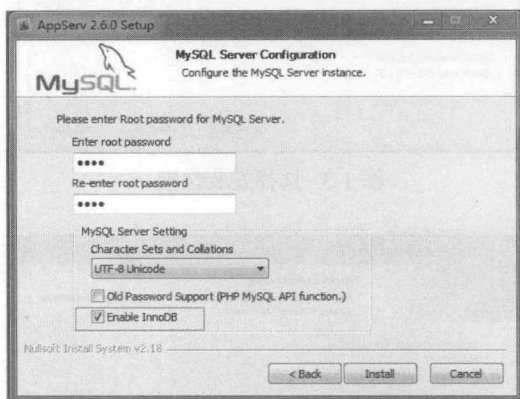 AppServ 2.6.0 Setup
MySQL
MySQL Server Configuration
Configure the MySQL Server instance.
Please enter Root password for MySQL Server.
Enter root password
••••
Re-enter root password
••••
MySQL Server Setting
Character Sets and Collations
UTF-8 Unicode
Old Password Support (PHP MySQL API function.)
Enable InnoDB
Nullsoft Install System v2.18
< Back
Install
Cancel